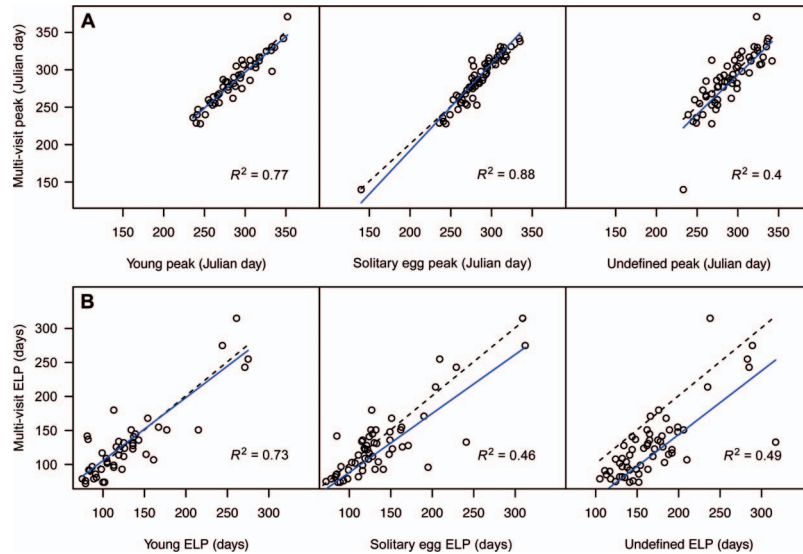 A
Multi-visit peak (Julian day)
350
300
250
200
150
R² = 0.77
R² = 0.88
R² = 0.4
150 200 250 300 350
150 200 250 300 350
150 200 250 300 350
Young peak (Julian day)
Solitary egg peak (Julian day)
Undefined peak (Julian day)
B
Multi-visit ELP (days)
300
250
200
150
100
R² = 0.73
R² = 0.46
R² = 0.49
100 150 200 250 300
100 150 200 250 300
100 150 200 250 300
Young ELP (days)
Solitary egg ELP (days)
Undefined ELP (days)